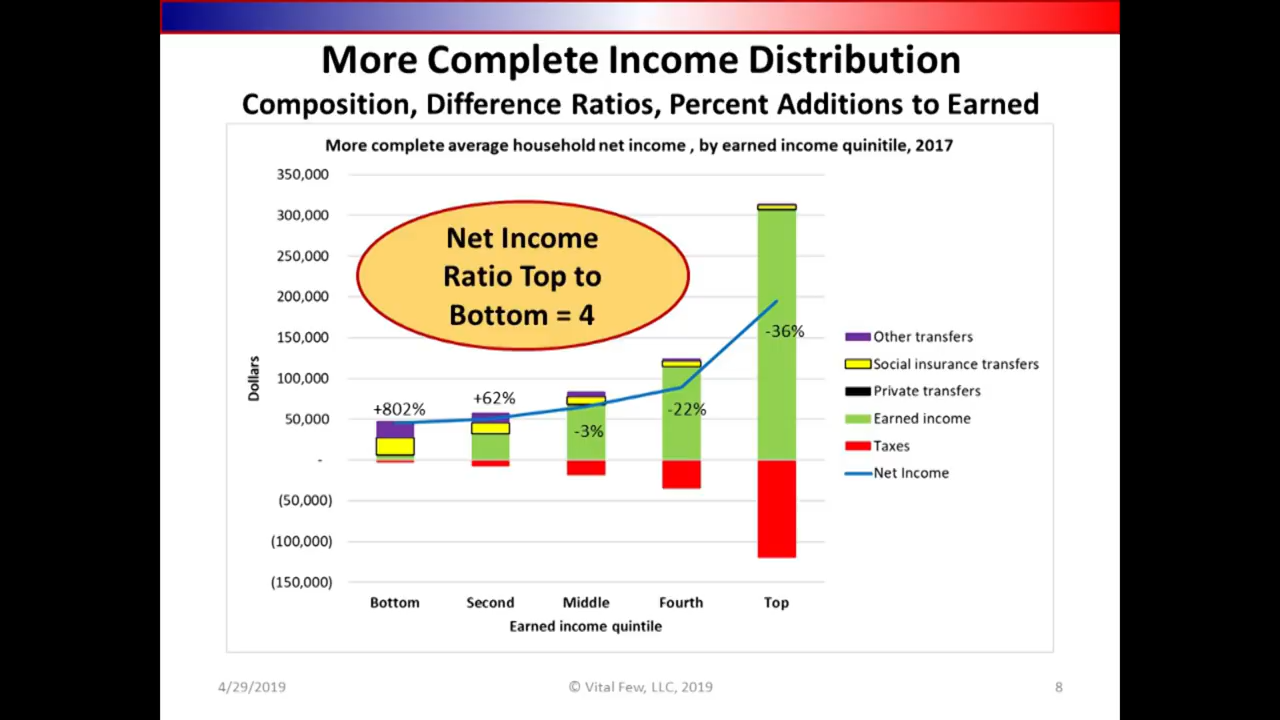 More Complete Income Distribution
Composition, Difference Ratios, Percent Additions to Earned
More complete average household net income , by earned income quinitile, 2017
350,000
300,000
250,000
200,000
150,000
100,000
50,000
-
(50,000)
(100,000)
(150,000)
Dollars
Net Income
Ratio Top to
Bottom = 4
+802%
+62%
-3%
-22%
-36%
Other transfers
Social insurance transfers
Private transfers
Earned income
Taxes
Net Income
Bottom
Second
Middle
Fourth
Top
Earned income quintile
4/29/2019
© Vital Few, LLC, 2019
8